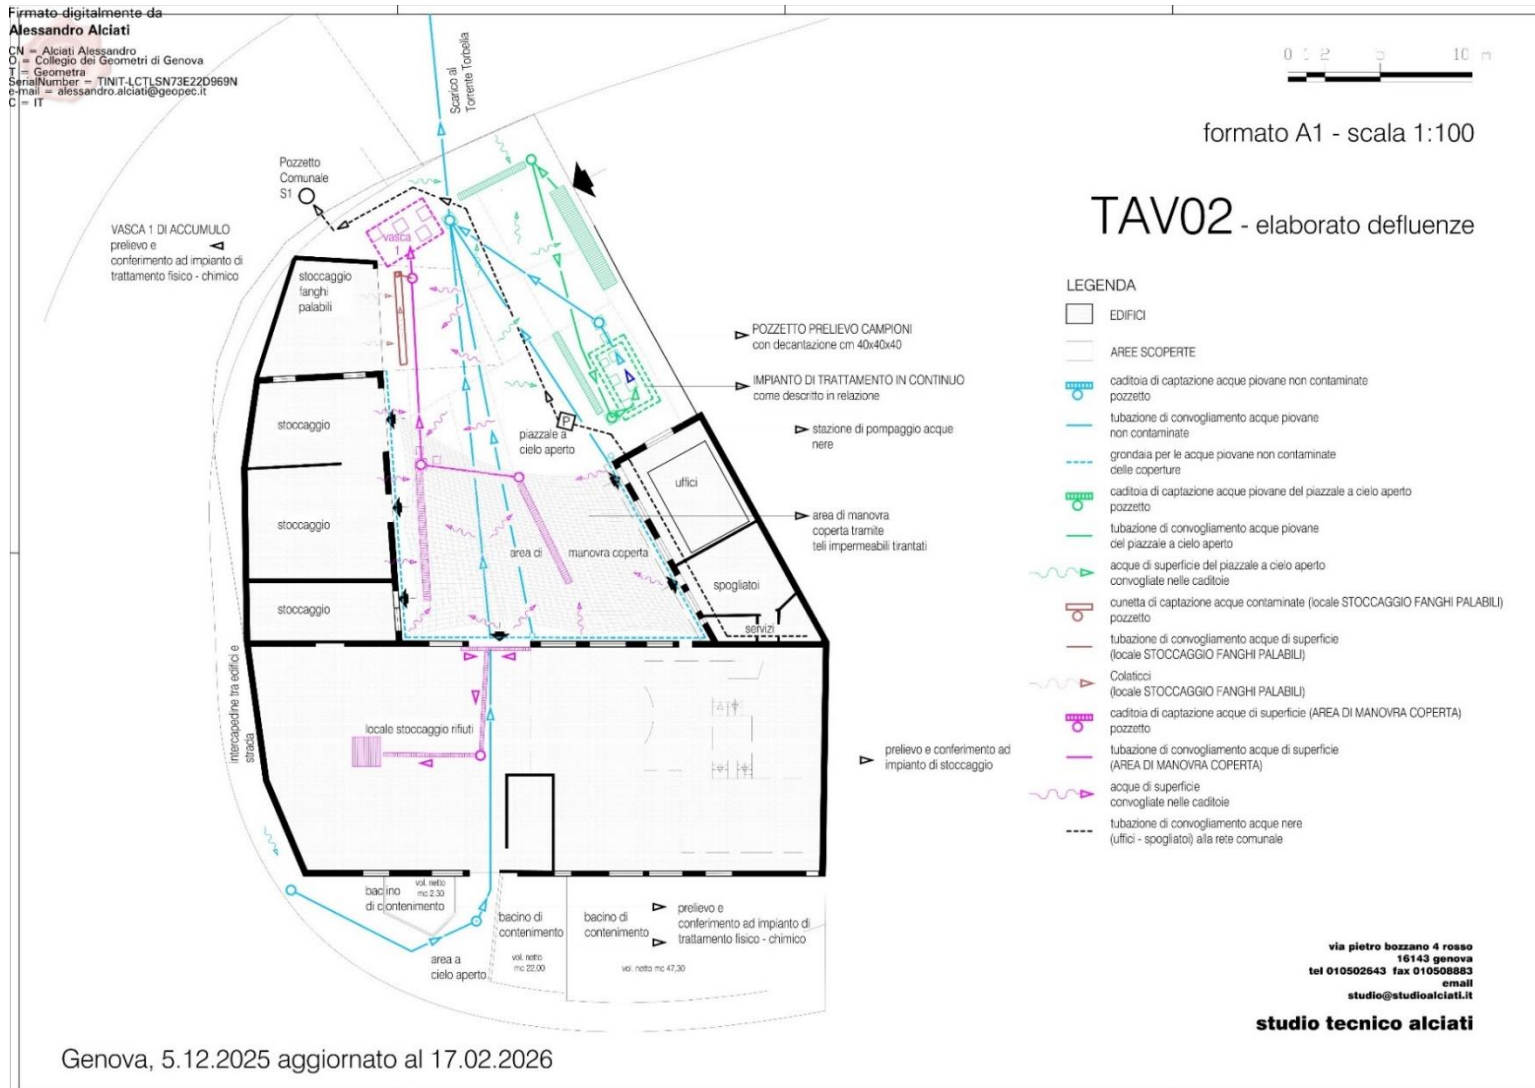 Firmato digitalmente da
Alessandro Alciati
CN = Alciati Alessandro
O = Collegio dei Geometri di Genova
T = Geometra
SerialNumber = TINIT-LCTLSN73E22D969N
e-mail = alessandro.alciati@geopec.it
C = IT
Scarico al
Torrente Torbella
0 1 2 5 10 m
formato A1 - scala 1:100
TAV02 - elaborato defluenze
Pozzetto
Comunale
S1
VASCA 1 DI ACCUMULO
prelievo e
conferimento ad impianto di
trattamento fisico - chimico
vasca
1
stoccaggio
fanghi
palabili
stoccaggio
stoccaggio
stoccaggio
piazzale a
cielo aperto
P
uffici
spogliatoi
servizi
area di manovra coperta
locale stoccaggio rifiuti
intercapedine tra edifici e
strada
POZZETTO PRELIEVO CAMPIONI
con decantazione cm 40x40x40
IMPIANTO DI TRATTAMENTO IN CONTINUO
come descritto in relazione
stazione di pompaggio acque
nere
area di manovra
coperta tramite
teli impermeabili tirantati
prelievo e conferimento ad
impianto di stoccaggio
bacino
di contenimento
vol. netto
mc 2,30
area a
cielo aperto
bacino di
contenimento
vol. netto
mc 22,00
bacino di
contenimento
vol. netto mc 47,30
prelievo e
conferimento ad impianto di
trattamento fisico - chimico
LEGENDA
EDIFICI
AREE SCOPERTE
caditoia di captazione acque piovane non contaminate
pozzetto
tubazione di convogliamento acque piovane
non contaminate
grondaia per le acque piovane non contaminate
delle coperture
caditoia di captazione acque piovane del piazzale a cielo aperto
pozzetto
tubazione di convogliamento acque piovane
del piazzale a cielo aperto
acque di superficie del piazzale a cielo aperto
convogliate nelle caditoie
cunetta di captazione acque contaminate (locale STOCCAGGIO FANGHI PALABILI)
pozzetto
tubazione di convogliamento acque di superficie
(locale STOCCAGGIO FANGHI PALABILI)
Colaticci
(locale STOCCAGGIO FANGHI PALABILI)
caditoia di captazione acque di superficie (AREA DI MANOVRA COPERTA)
pozzetto
tubazione di convogliamento acque di superficie
(AREA DI MANOVRA COPERTA)
acque di superficie
convogliate nelle caditoie
tubazione di convogliamento acque nere
(uffici - spogliatoi) alla rete comunale
via pietro bozzano 4 rosso
16143 genova
tel 010502643 fax 010508883
email
studio@studioalciati.it
studio tecnico alciati
Genova, 5.12.2025 aggiornato al 17.02.2026